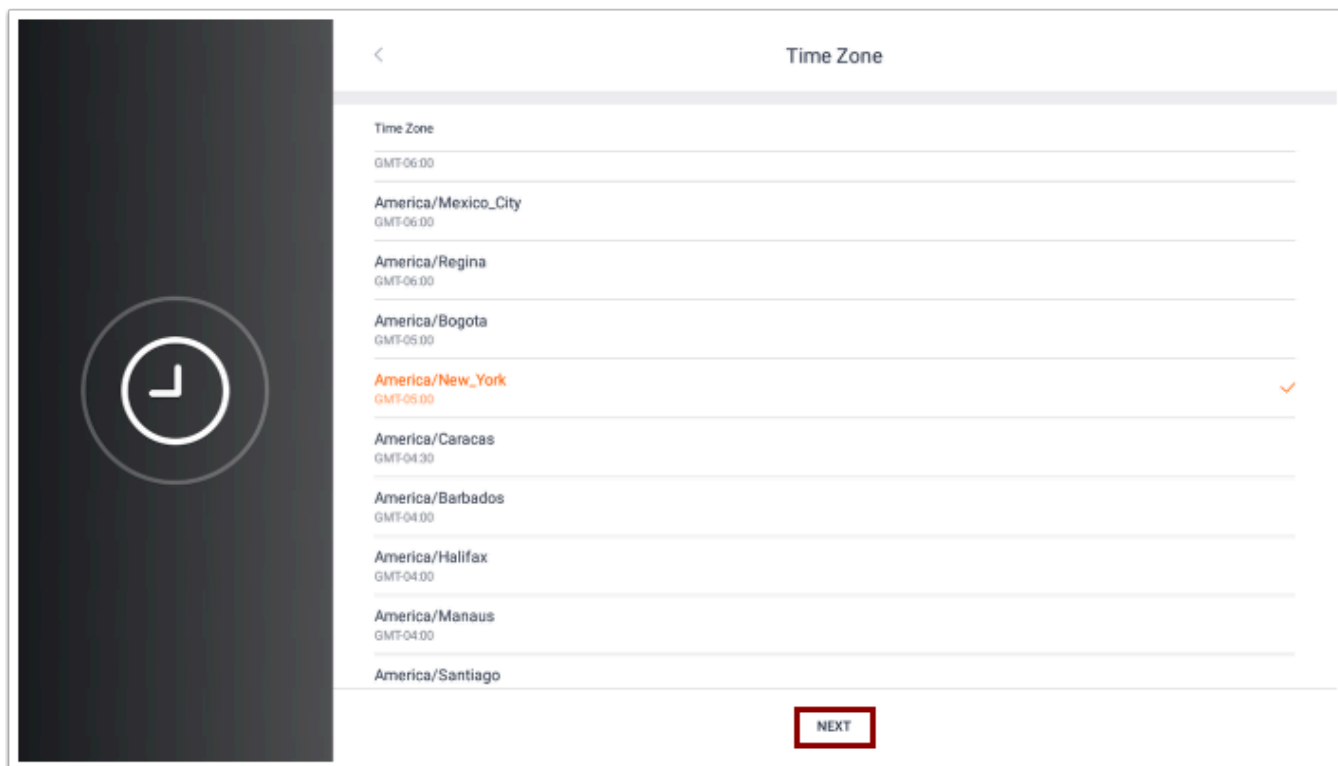 Time Zone
Time Zone
GMT-06:00
America/Mexico_City
GMT-06:00
America/Regina
GMT-06:00
America/Bogota
GMT-05:00
America/New_York
GMT-05:00
America/Caracas
GMT-04:30
America/Barbados
GMT-04:00
America/Halifax
GMT-04:00
America/Manaus
GMT-04:00
America/Santiago
NEXT